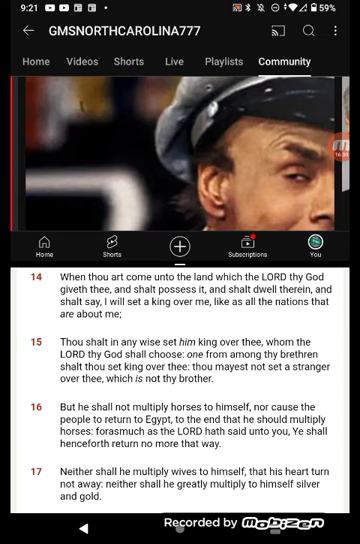 9:21
59%
GMSNORTHCAROLINA777
Home Videos Shorts Live Playlists Community
Home Shorts Subscriptions You
14 When thou art come unto the land which the LORD thy God
giveth thee, and shalt possess it, and shalt dwell therein, and
shalt say, I will set a king over me, like as all the nations that
are about me;
15 Thou shalt in any wise set him king over thee, whom the
LORD thy God shall choose: one from among thy brethren
shalt thou set king over thee: thou mayest not set a stranger
over thee, which is not thy brother.
16 But he shall not multiply horses to himself, nor cause the
people to return to Egypt, to the end that he should multiply
horses: forasmuch as the LORD hath said unto you, Ye shall
henceforth return no more that way.
17 Neither shall he multiply wives to himself, that his heart turn
not away: neither shall he greatly multiply to himself silver
and gold.
Recorded by Mobizen